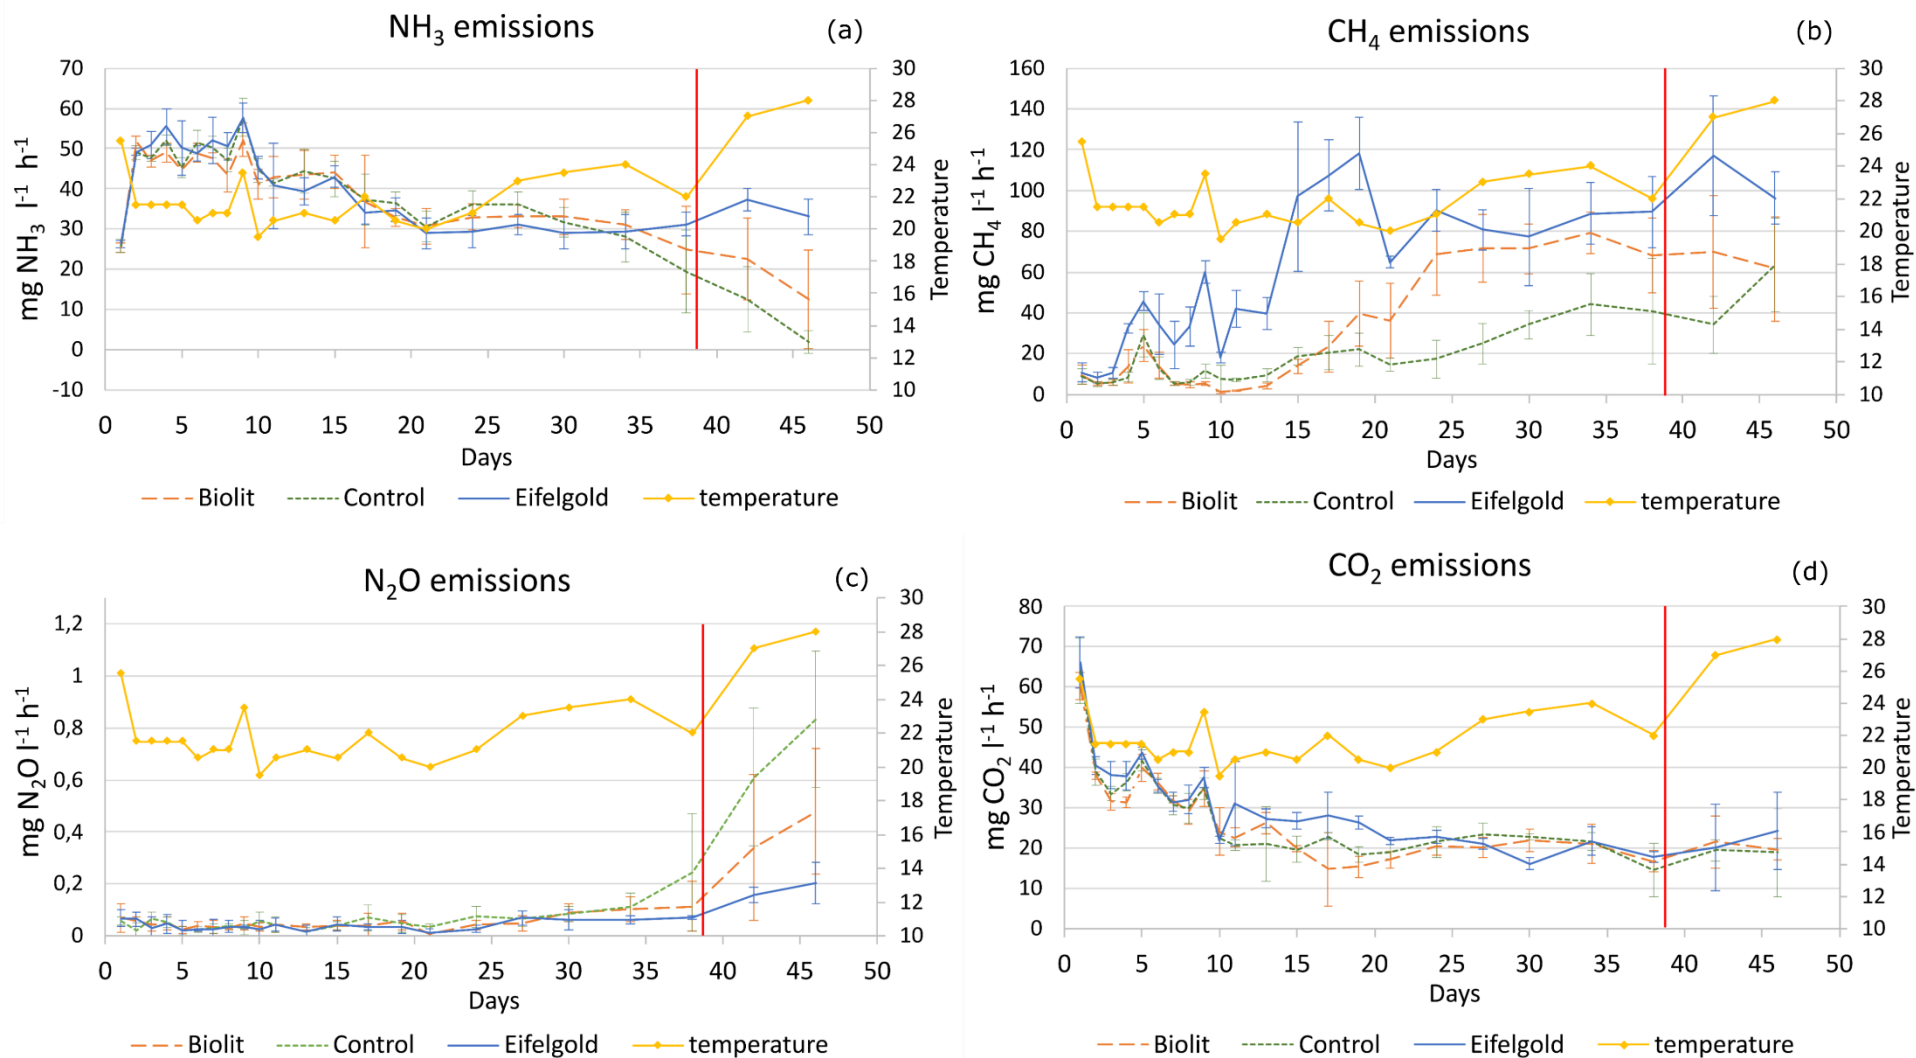 NH3 emissions
(a)
70
60
50
40
30
20
10
0
-10
30
28
26
24
22
20
18
16
14
12
10
mg NH3 l-1 h-1
Temperature
0 5 10 15 20 25 30 35 40 45 50
Days
Biolit Control Eifelgold temperature
CH4 emissions
(b)
160
140
120
100
80
60
40
20
0
30
28
26
24
22
20
18
16
14
12
10
mg CH4 l-1 h-1
Temperature
0 5 10 15 20 25 30 35 40 45 50
Days
Biolit Control Eifelgold temperature
N2O emissions
(c)
1,2
1
0,8
0,6
0,4
0,2
0
30
28
26
24
22
20
18
16
14
12
10
mg N2O l-1 h-1
Temperature
0 5 10 15 20 25 30 35 40 45 50
Days
Biolit Control Eifelgold temperature
CO2 emissions
(d)
80
70
60
50
40
30
20
10
0
30
28
26
24
22
20
18
16
14
12
10
mg CO2 l-1 h-1
Temperature
0 5 10 15 20 25 30 35 40 45 50
Days
Biolit Control Eifelgold temperature